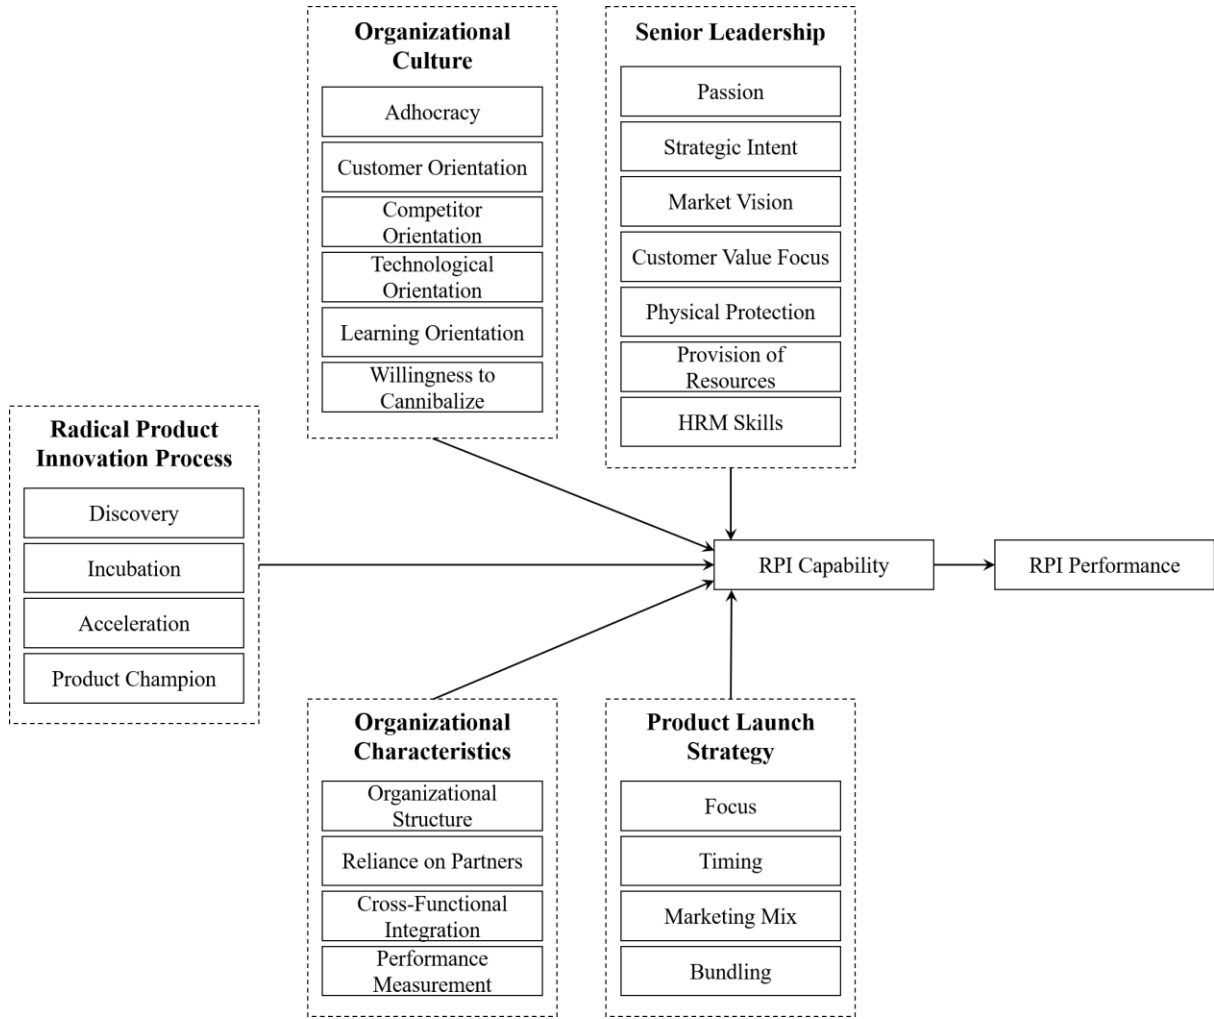 Organizational
Culture
Adhocracy
Customer Orientation
Competitor
Orientation
Technological
Orientation
Learning Orientation
Willingness to
Cannibalize
Senior Leadership
Passion
Strategic Intent
Market Vision
Customer Value Focus
Physical Protection
Provision of
Resources
HRM Skills
Radical Product
Innovation Process
Discovery
Incubation
Acceleration
Product Champion
RPI Capability
RPI Performance
Organizational
Characteristics
Organizational
Structure
Reliance on Partners
Cross-Functional
Integration
Performance
Measurement
Product Launch
Strategy
Focus
Timing
Marketing Mix
Bundling